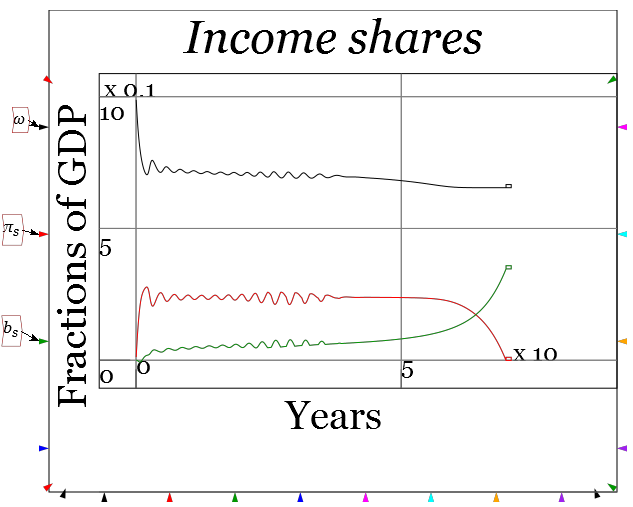 Income shares
x 0.1
10
ω
Fractions of GDP
πs
5
bs
0
0
5
x 10
Years